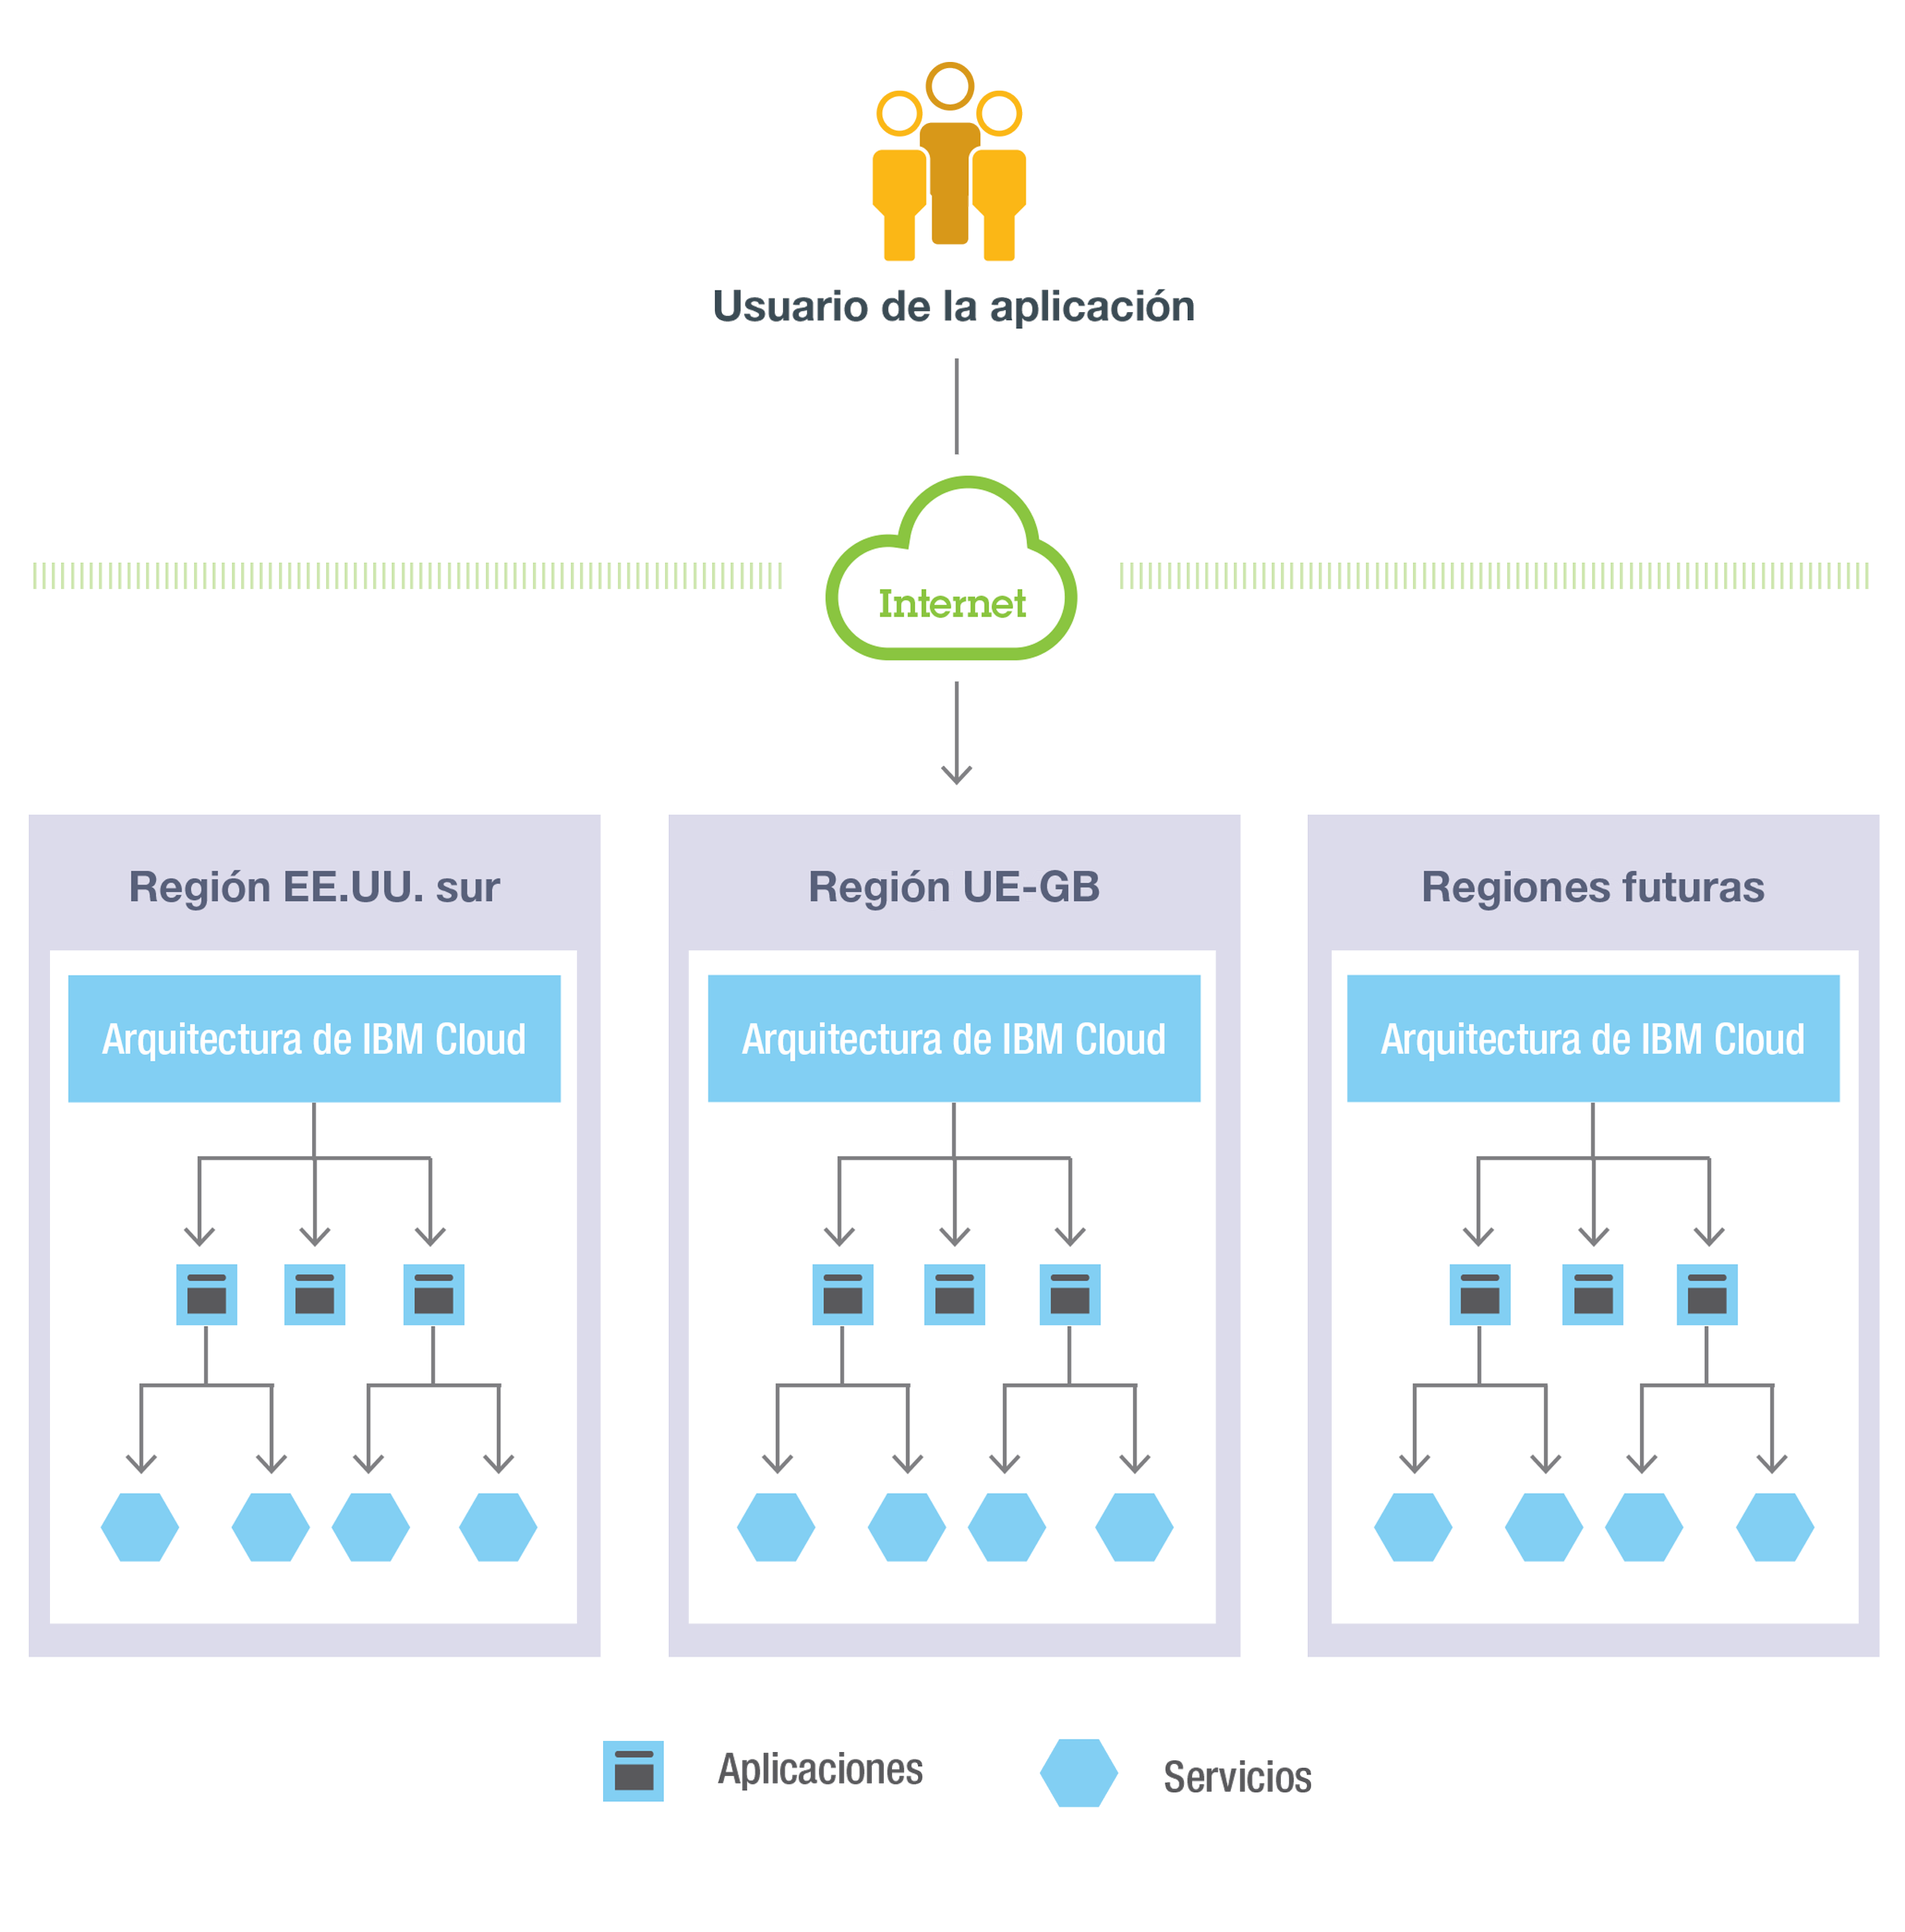 Usuario de la aplicación
Internet
Región EE.UU. sur
Región UE-GB
Regiones futuras
Arquitectura de IBM Cloud
Arquitectura de IBM Cloud
Arquitectura de IBM Cloud
Aplicaciones
Servicios